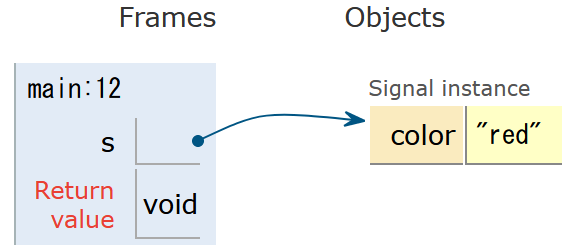 Frames
Objects
main:12
s
Return
value
void
Signal instance
color
"red"